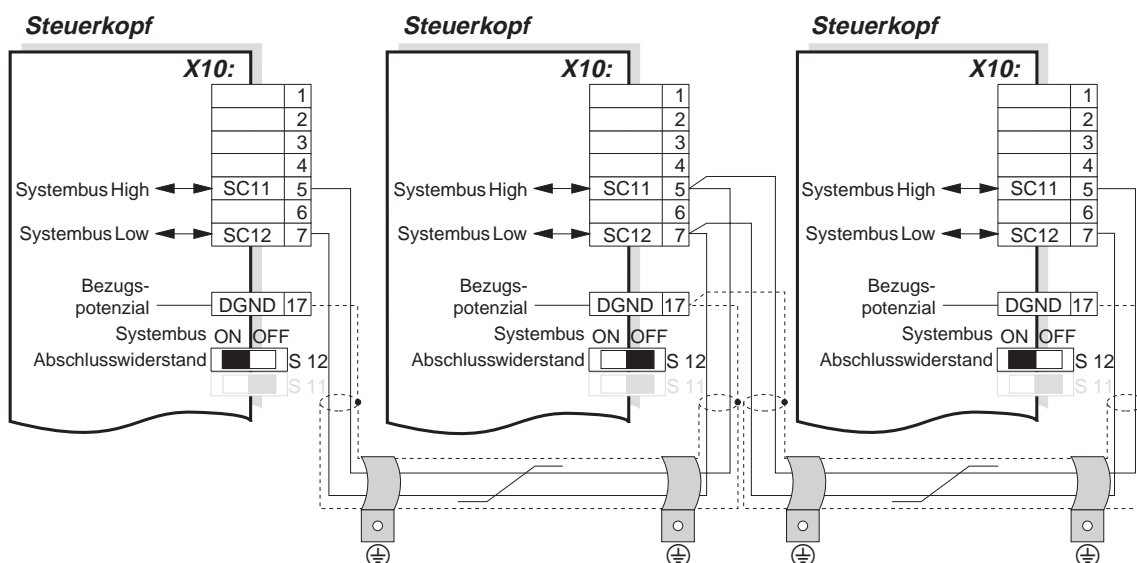 Steuerkopf Steuerkopf Steuerkopf
X10: X10: X10:
1 1 1
2 2 2
3 3 3
4 4 4
Systembus High SC11 5 Systembus High SC11 5 Systembus High SC11 5
6 6 6
Systembus Low SC12 7 Systembus Low SC12 7 Systembus Low SC12 7
Bezugs- Bezugs- Bezugs-
potenzial DGND 17 potenzial DGND 17 potenzial DGND 17
Systembus ON OFF Systembus ON OFF Systembus ON OFF
Abschlusswiderstand S 12 Abschlusswiderstand S 12 Abschlusswiderstand S 12
S 11 S 11 S 11